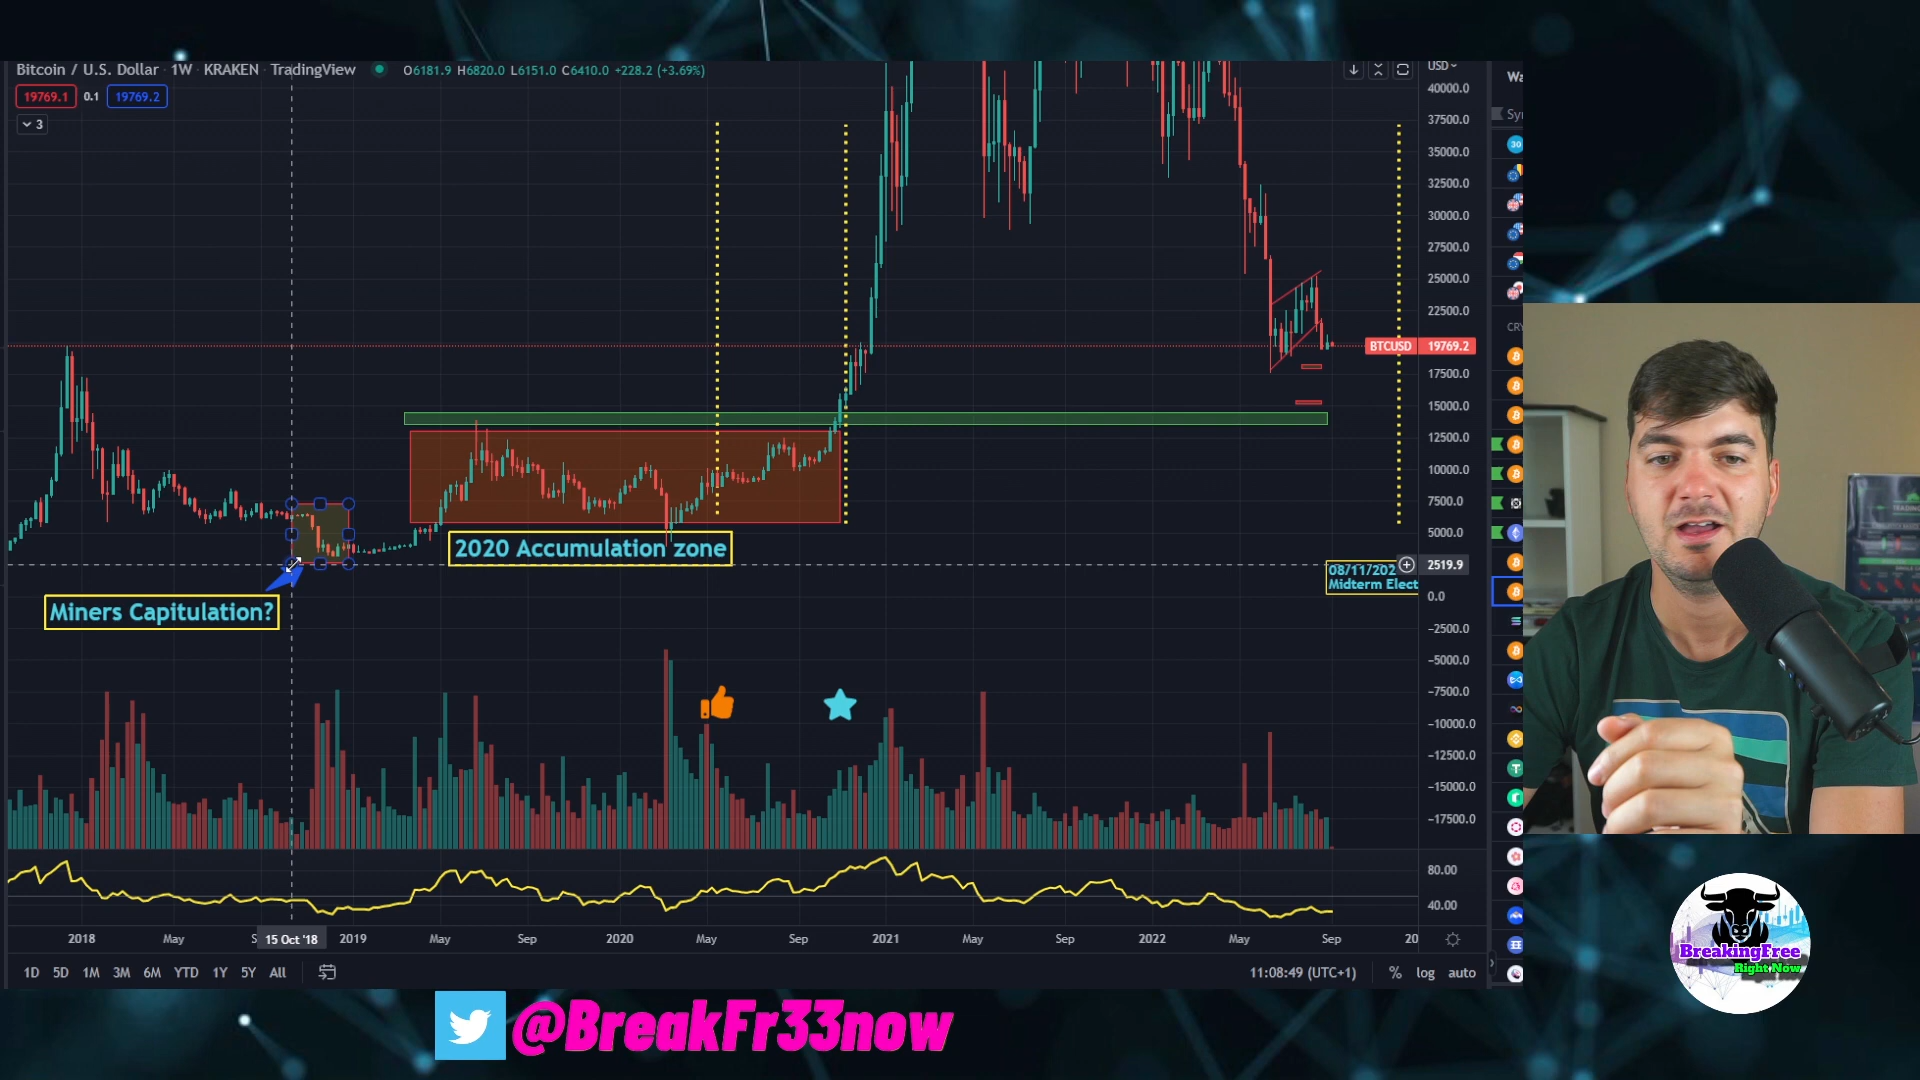 Bitcoin / U.S. Dollar · 1W · KRAKEN · TradingView O6181.9 H6820.0 L6151.0 C6410.0 +228.2 (+3.69%)
19769.1 0.1 19769.2
3
USD
40000.0
37500.0
35000.0
32500.0
30000.0
27500.0
25000.0
22500.0
BTCUSD 19769.2
17500.0
15000.0
12500.0
10000.0
7500.0
5000.0
2519.9
0.0
−2500.0
−5000.0
−7500.0
−10000.0
−12500.0
−15000.0
−17500.0
80.00
40.00
2020 Accumulation zone
Miners Capitulation?
08/11/202
Midterm Elect
2018 May S 15 Oct '18 2019 May Sep 2020 May Sep 2021 May Sep 2022 May Sep 20
1D 5D 1M 3M 6M YTD 1Y 5Y All 11:08:49 (UTC+1) % log auto
Wa
Syr
30
CRY
BreakingFree
Right Now
@BreakFr33now